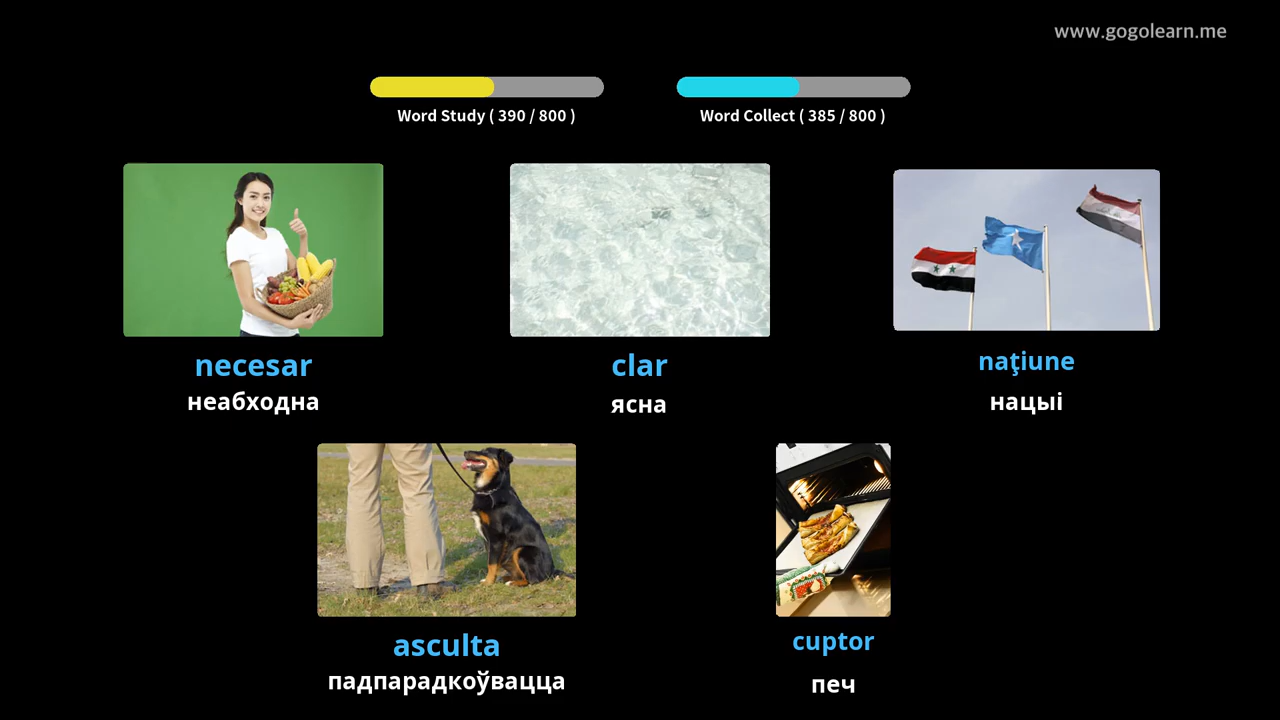 www.gogolearn.me
Word Study ( 390 / 800 )
Word Collect ( 385 / 800 )
necesar
неабходна
clar
ясна
naţiune
нацыі
asculta
падпарадкоўвацца
cuptor
печ